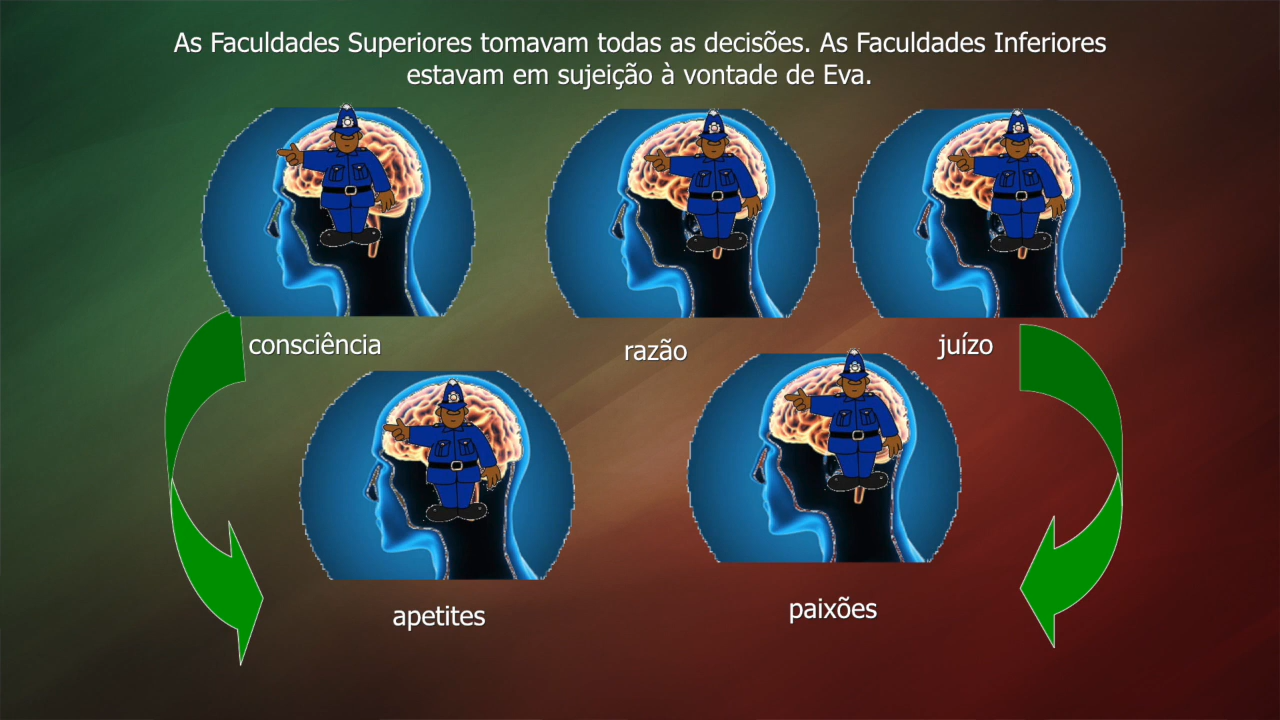 As Faculdades Superiores tomavam todas as decisões. As Faculdades Inferiores
estavam em sujeição à vontade de Eva.
consciência
razão
juízo
apetites
paixões